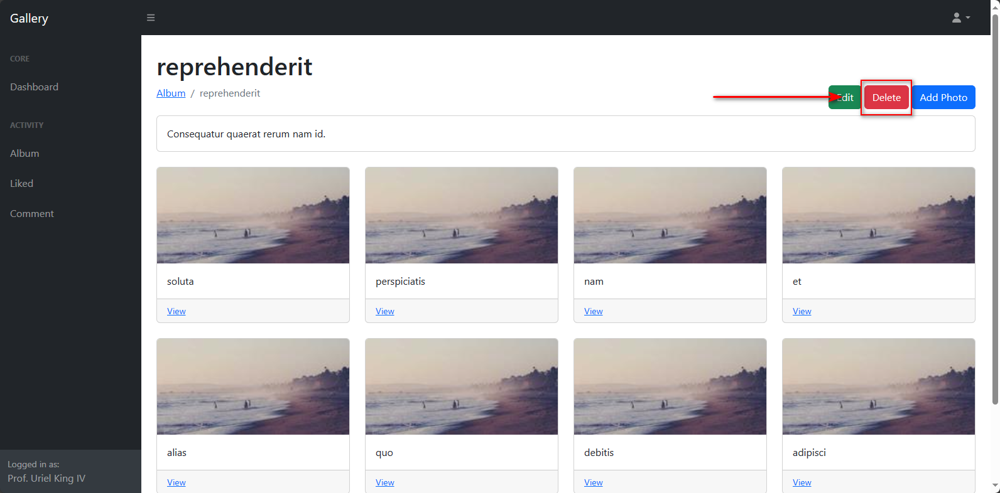 Gallery
CORE
Dashboard
ACTIVITY
Album
Liked
Comment
Logged in as:
Prof. Uriel King IV
reprehenderit
Album / reprehenderit
Edit Delete Add Photo
Consequatur quaerat rerum nam id.
soluta perspiciatis nam et
View View View View
alias quo debitis adipisci
View View View View